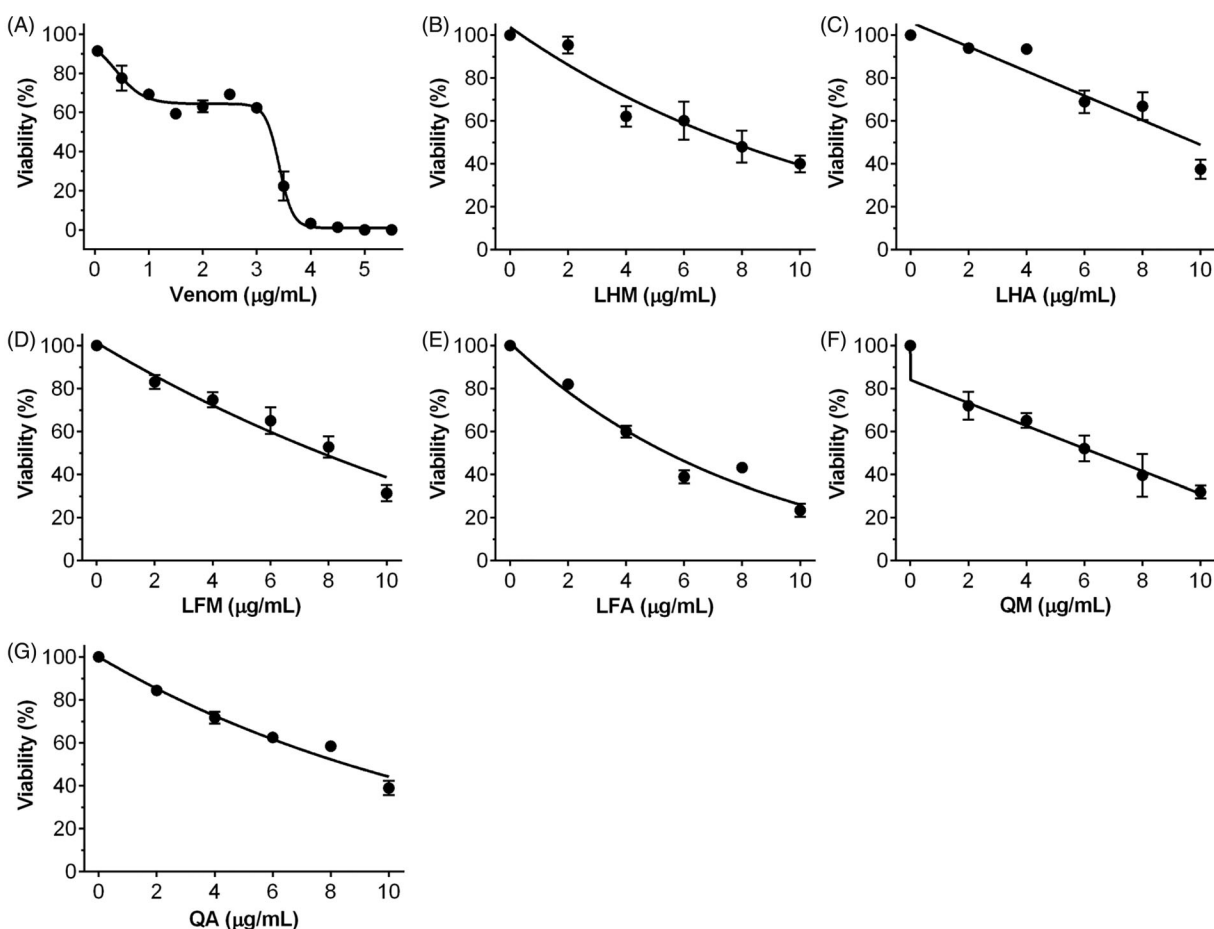 (A)
Viability (%)
100
80
60
40
20
0
0 1 2 3 4 5
Venom (μg/mL)
(B)
Viability (%)
100
80
60
40
20
0
0 2 4 6 8 10
LHM (μg/mL)
(C)
Viability (%)
100
80
60
40
20
0
0 2 4 6 8 10
LHA (μg/mL)
(D)
Viability (%)
100
80
60
40
20
0
0 2 4 6 8 10
LFM (μg/mL)
(E)
Viability (%)
100
80
60
40
20
0
0 2 4 6 8 10
LFA (μg/mL)
(F)
Viability (%)
100
80
60
40
20
0
0 2 4 6 8 10
QM (μg/mL)
(G)
Viability (%)
100
80
60
40
20
0
0 2 4 6 8 10
QA (μg/mL)